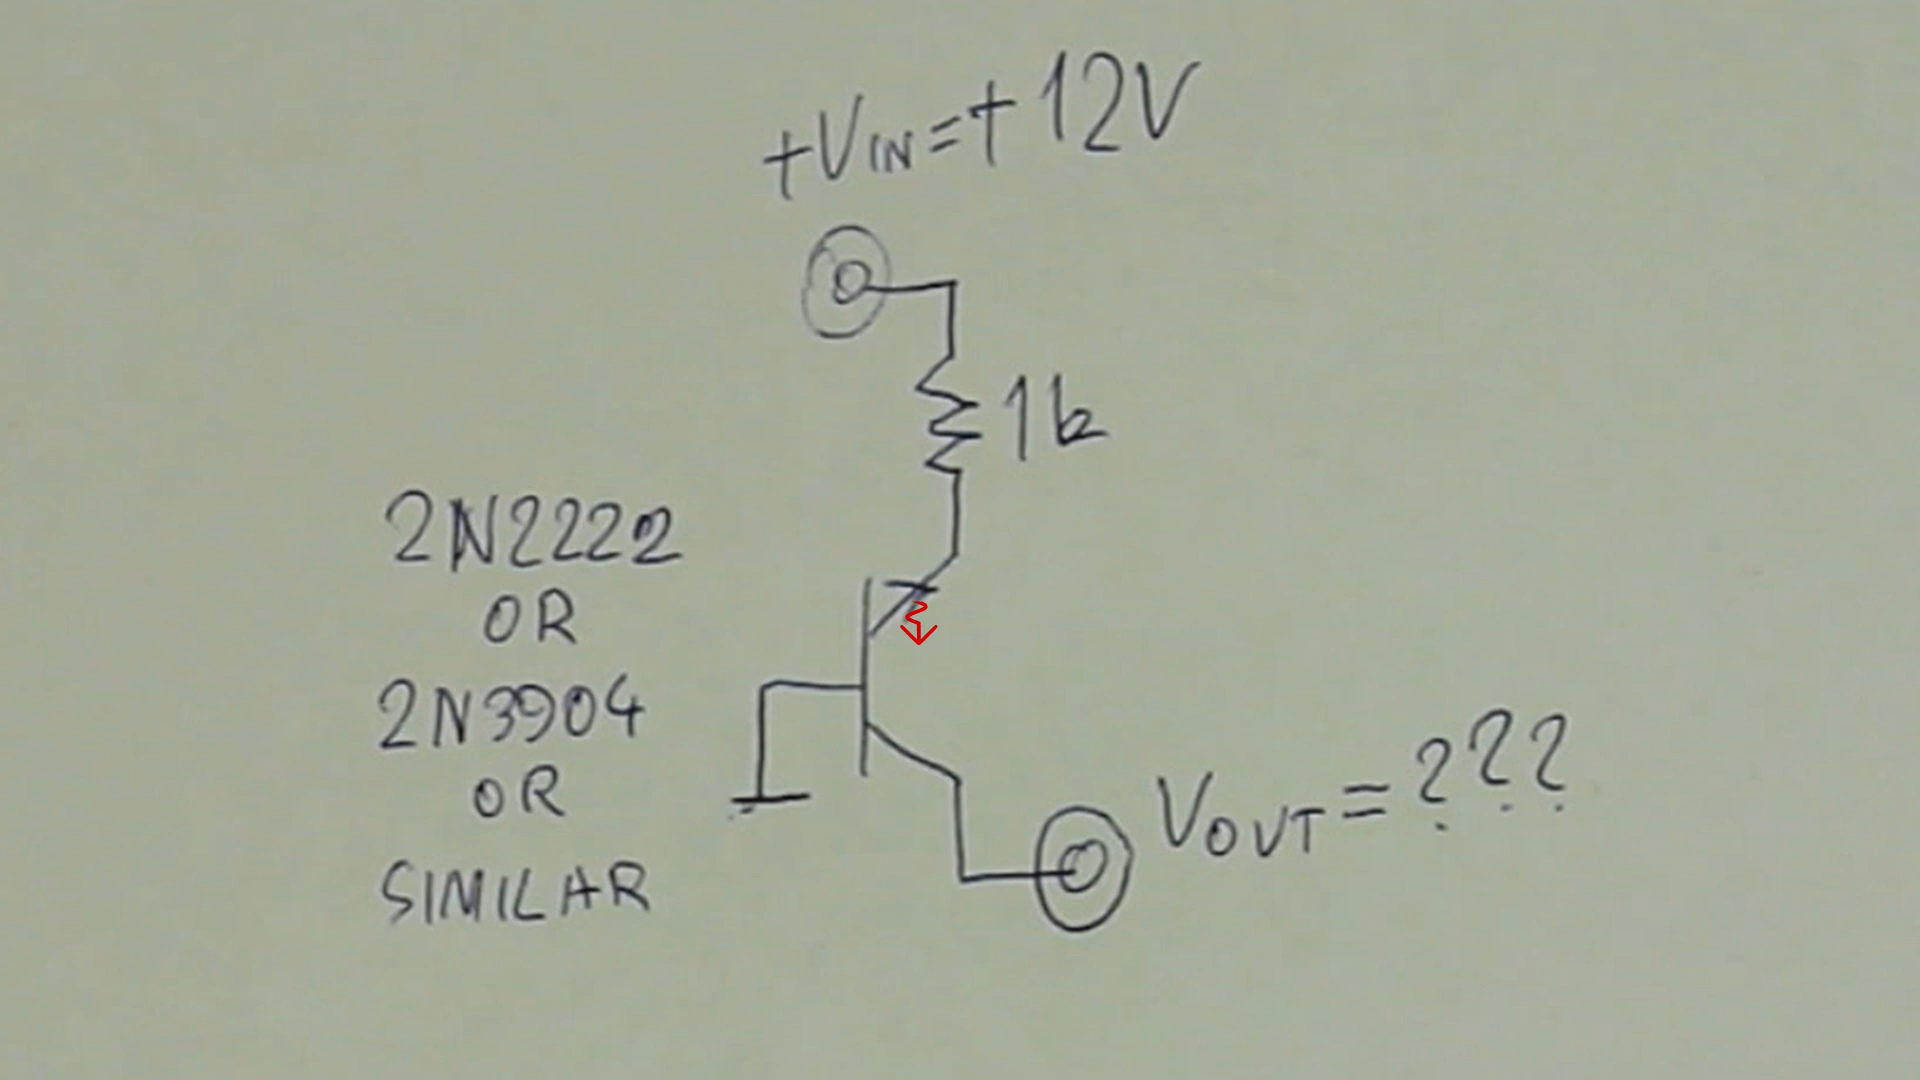 +VIN=+12V
1k
2N2222
OR
2N3904
OR
SIMILAR
VOUT=???